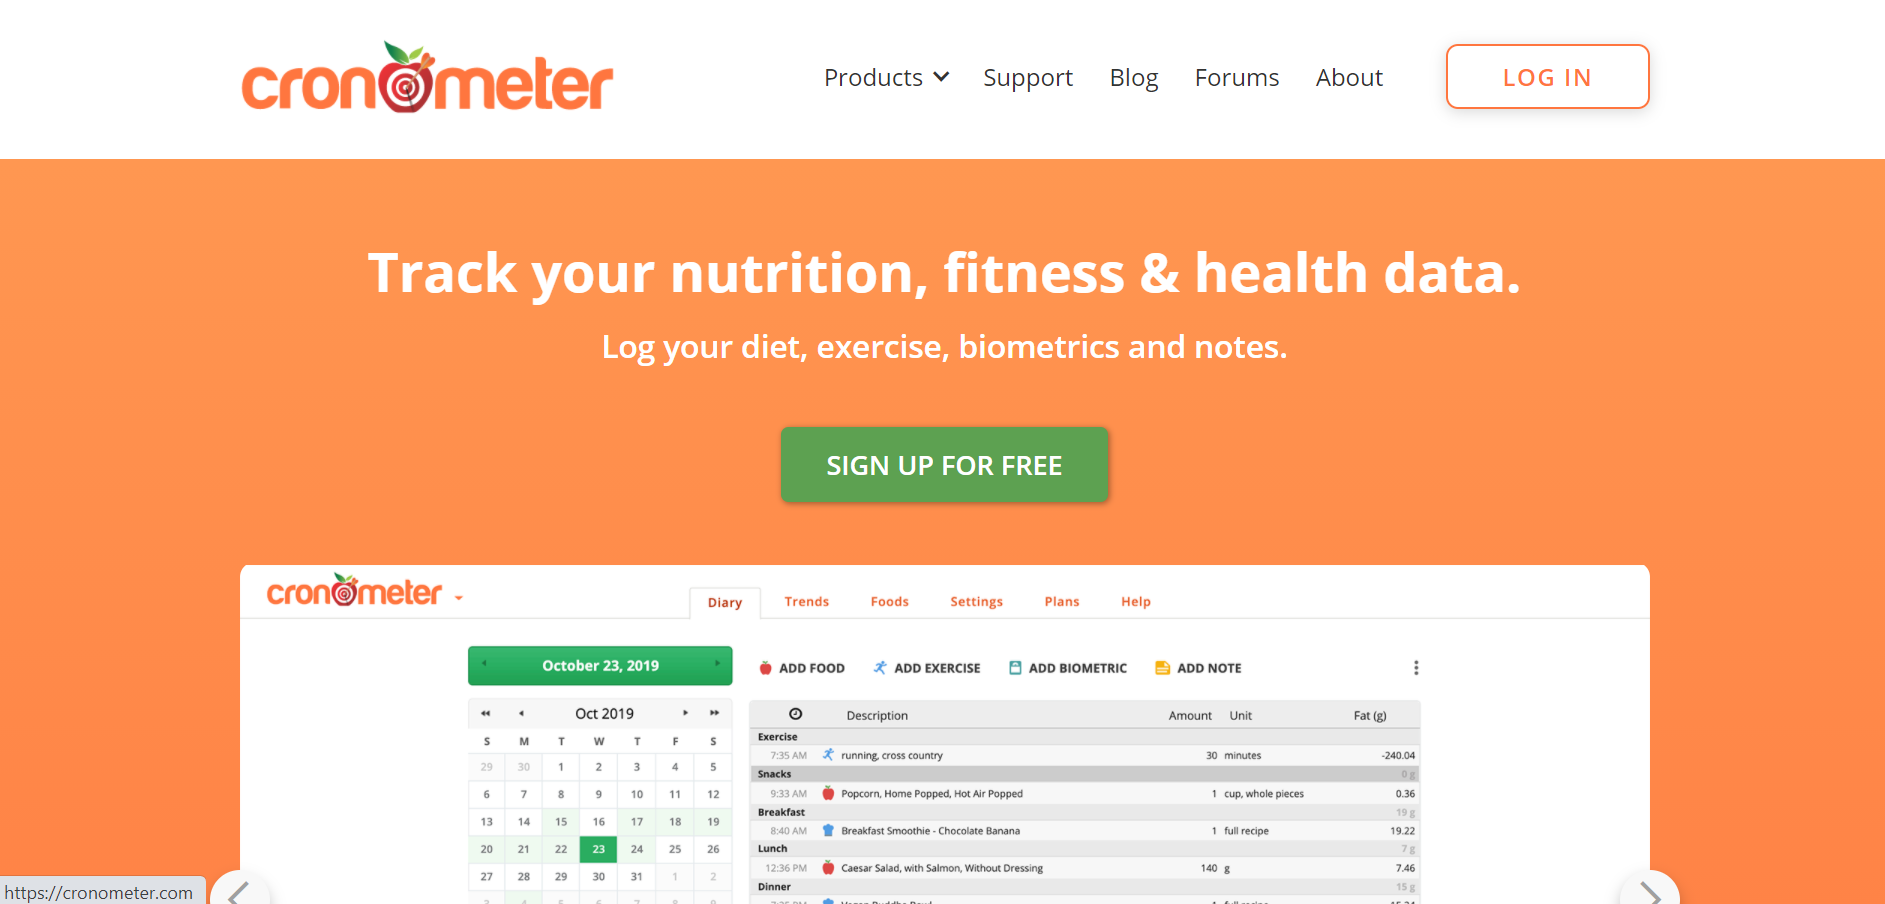 cronometer
Products Support Blog Forums About LOG IN
Track your nutrition, fitness & health data.
Log your diet, exercise, biometrics and notes.
SIGN UP FOR FREE
cronometer
Diary Trends Foods Settings Plans Help
October 23, 2019
ADD FOOD ADD EXERCISE ADD BIOMETRIC ADD NOTE
Oct 2019
S M T W T F S
29 30 1 2 3 4 5
6 7 8 9 10 11 12
13 14 15 16 17 18 19
20 21 22 23 24 25 26
27 28 29 30 31 1 2
Description Amount Unit Fat (g)
Exercise
7:35 AM running, cross country 30 minutes -240.04
Snacks 0 g
9:33 AM Popcorn, Home Popped, Hot Air Popped 1 cup, whole pieces 0.36
Breakfast 19 g
8:40 AM Breakfast Smoothie - Chocolate Banana 1 full recipe 19.22
Lunch 7 g
12:36 PM Caesar Salad, with Salmon, Without Dressing 140 g 7.46
Dinner 15 g
https://cronometer.com